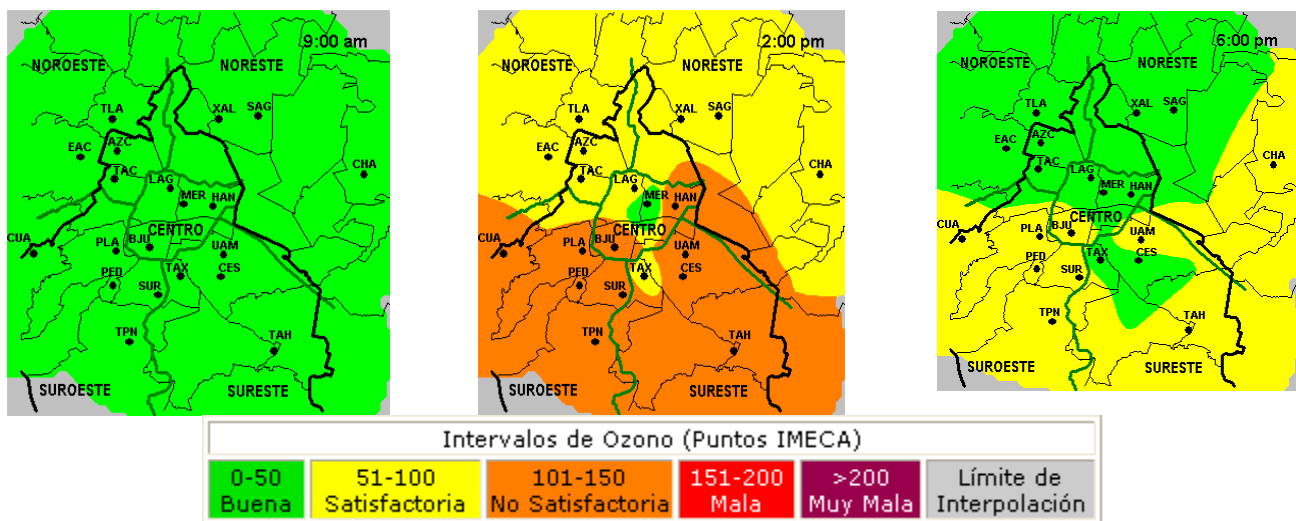 9:00 am
NOROESTE NORESTE
TLA XAL SAG
EAC AZC
TAC CHA
LAG
MER HAN
CENTRO
CUA PLA BJU UAM
PED TAX CES
SUR
TPN TAH
SUROESTE SURESTE
2:00 pm
NOROESTE NORESTE
TLA XAL SAG
EAC AZC
TAC CHA
LAG
MER HAN
CENTRO
CUA PLA BJU UAM
PED TAX CES
SUR
TPN TAH
SUROESTE SURESTE
6:00 pm
NOROESTE NORESTE
TLA XAL SAG
EAC AZC
TAC CHA
LAG
MER HAN
CENTRO
CUA PLA BJU UAM
PED TAX CES
SUR
TPN TAH
SUROESTE SURESTE
Intervalos de Ozono (Puntos IMECA)
0-50 51-100 101-150 151-200 >200 Límite de
Buena Satisfactoria No Satisfactoria Mala Muy Mala Interpolación